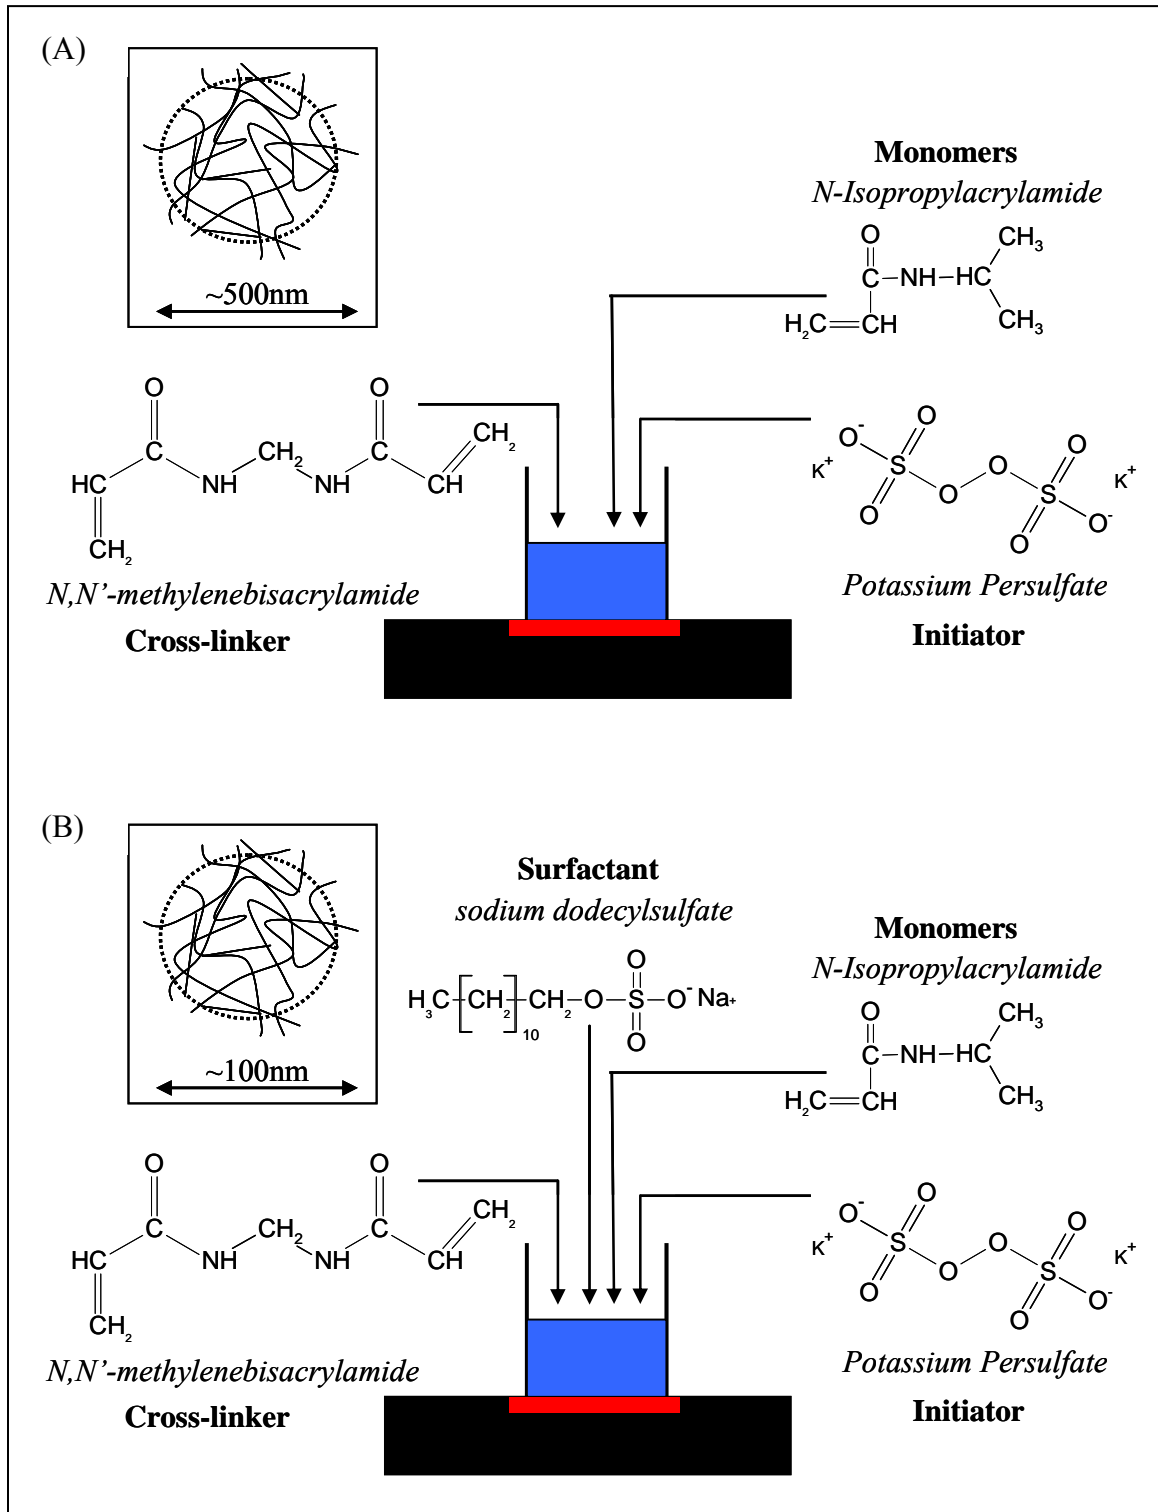 (A)
~500nm
Monomers
N-Isopropylacrylamide
O
C-NH-HC
CH3
CH3
H2C=CH
O
HC
C
NH
CH2
NH
C
O
CH
CH2
CH2
N,N'-methylenebisacrylamide
Cross-linker
K+
O-
S
O
O
O
O
S
O
O
O-
K+
Potassium Persulfate
Initiator
(B)
~100nm
Surfactant
sodium dodecylsulfate
H3C-[CH2]10-CH2-O-S-O- Na+
O
O
Monomers
N-Isopropylacrylamide
O
C-NH-HC
CH3
CH3
H2C=CH
O
HC
C
NH
CH2
NH
C
O
CH
CH2
CH2
N,N'-methylenebisacrylamide
Cross-linker
K+
O-
S
O
O
O
O
S
O
O
O-
K+
Potassium Persulfate
Initiator